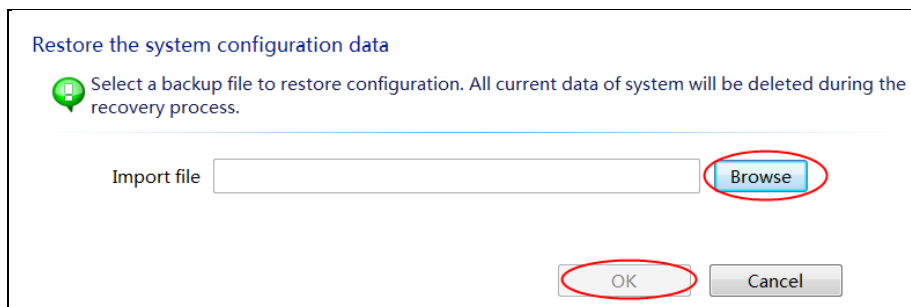 Restore the system configuration data
Select a backup file to restore configuration. All current data of system will be deleted during the
recovery process.
Import file
Browse
OK
Cancel